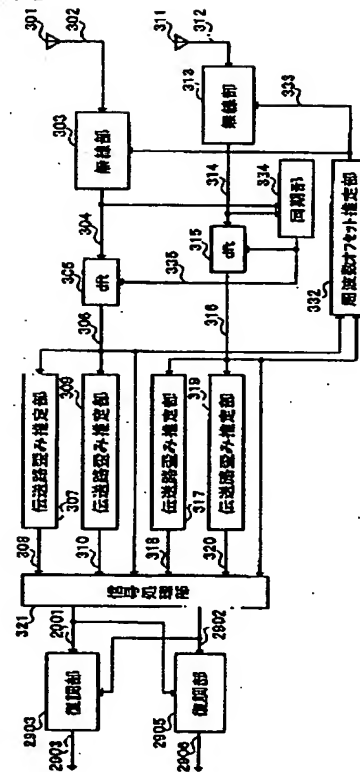 301
302
303
無線部
304
305
dft
306
307
伝送路歪み推定部
308
309
伝送路歪み推定部
310
311
312
313
無線部
314
315
dft
316
317
伝送路歪み推定部
318
319
伝送路歪み推定部
320
321
信号処理部
332
周波数オフセット推定部
333
334
同期部
335
2902
2903
復調部
2903
2905
復調部
2906